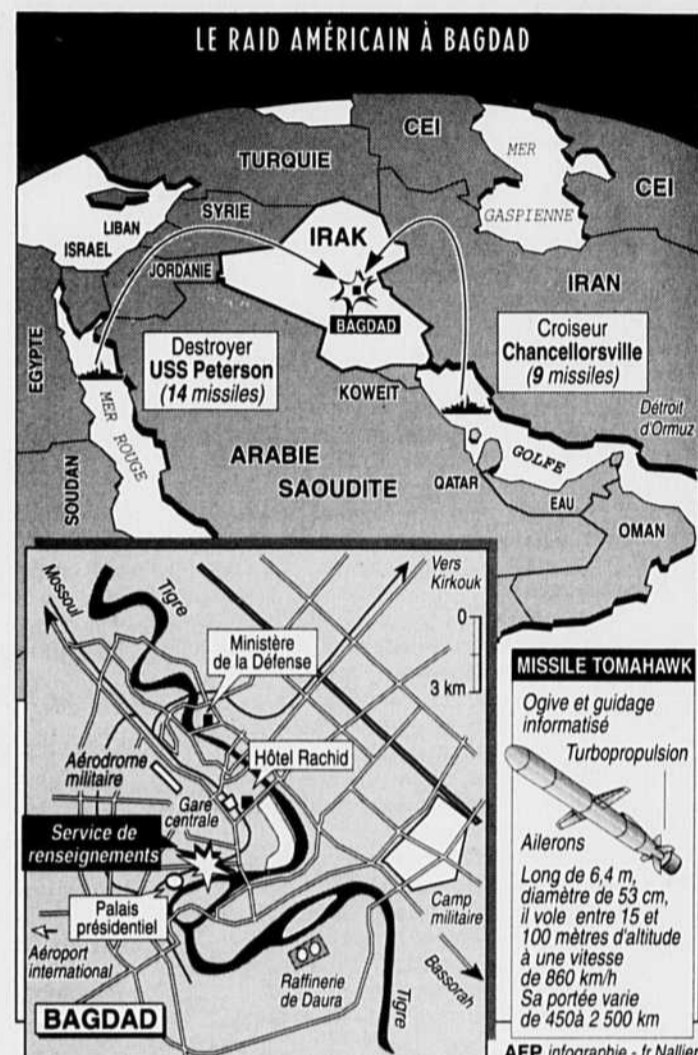 LE RAID AMÉRICAIN À BAGDAD
CEI
MER
GASPIENNE
CEI
TURQUIE
LIBAN
SYRIE
ISRAEL
IRAK
JORDANIE
IRAN
BAGDAD
EGYPTE
Destroyer
USS Peterson
(14 missiles)
Croiseur
Chancellorsville
(9 missiles)
KOWEIT
MER ROUGE
Détroit
d'Ormuz
ARABIE
SAOUDITE
GOLFE
QATAR
EAU
SOUDAN
OMAN
Mossoul
Tigre
Vers
Kirkouk
0
3 km
Ministère
de la Défense
Aérodrome
militaire
Hôtel Rachid
Gare
centrale
Service de
renseignements
Palais
présidentiel
Camp
militaire
Aéroport
international
Raffinerie
de Daura
Tigre
Bassorah
BAGDAD
MISSILE TOMAHAWK
Ogive et guidage
informatisé
Turbopropulsion
Ailerons
Long de 6,4 m,
diamètre de 53 cm,
il vole entre 15 et
100 mètres d'altitude
à une vitesse
de 860 km/h
Sa portée varie
de 450à 2 500 km
AFP infographie - fr Nallier